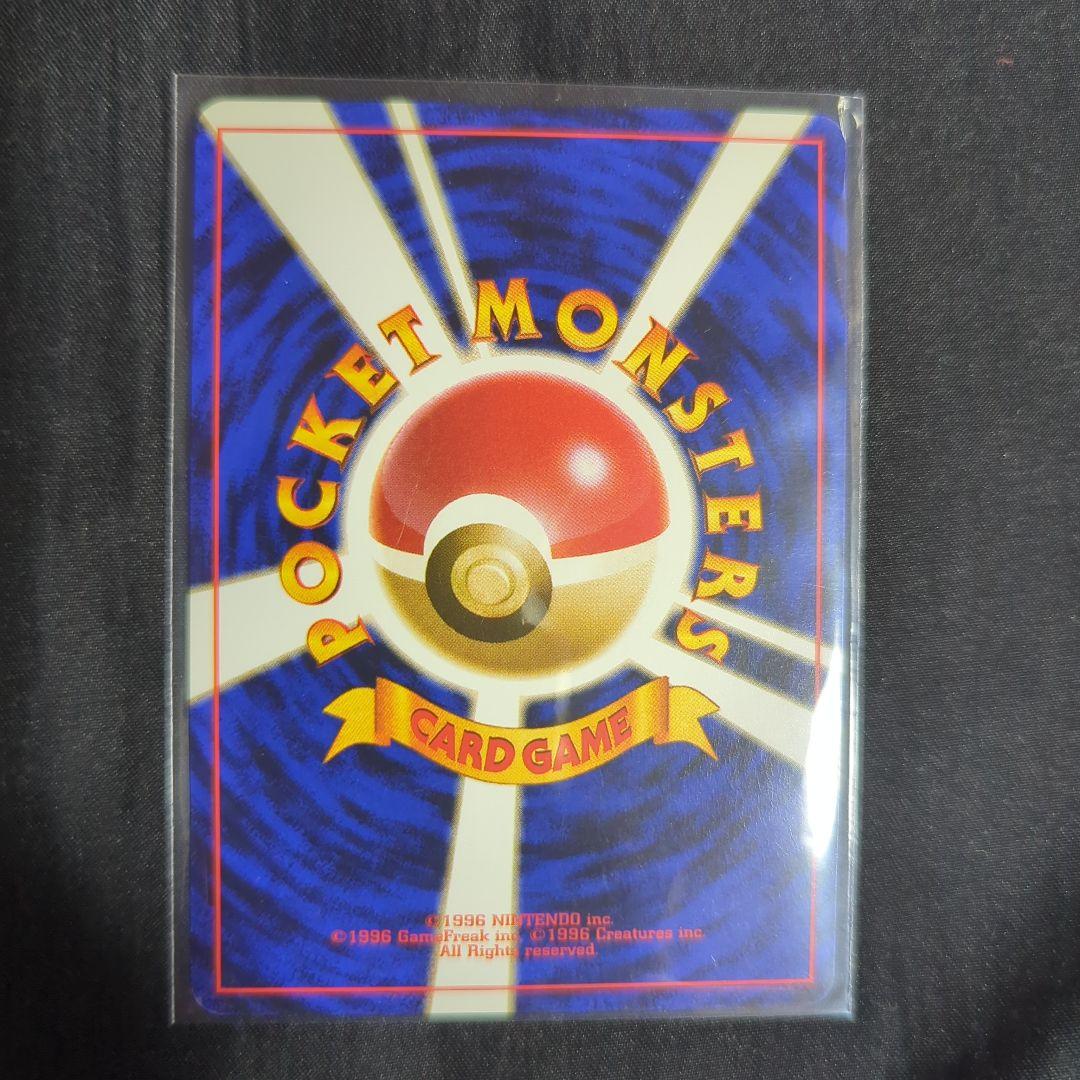 POCKET MONSTERS
CARD GAME
©1996 NINTENDO inc.
©1996 GameFreak inc. ©1996 Creatures inc.
All Rights reserved.